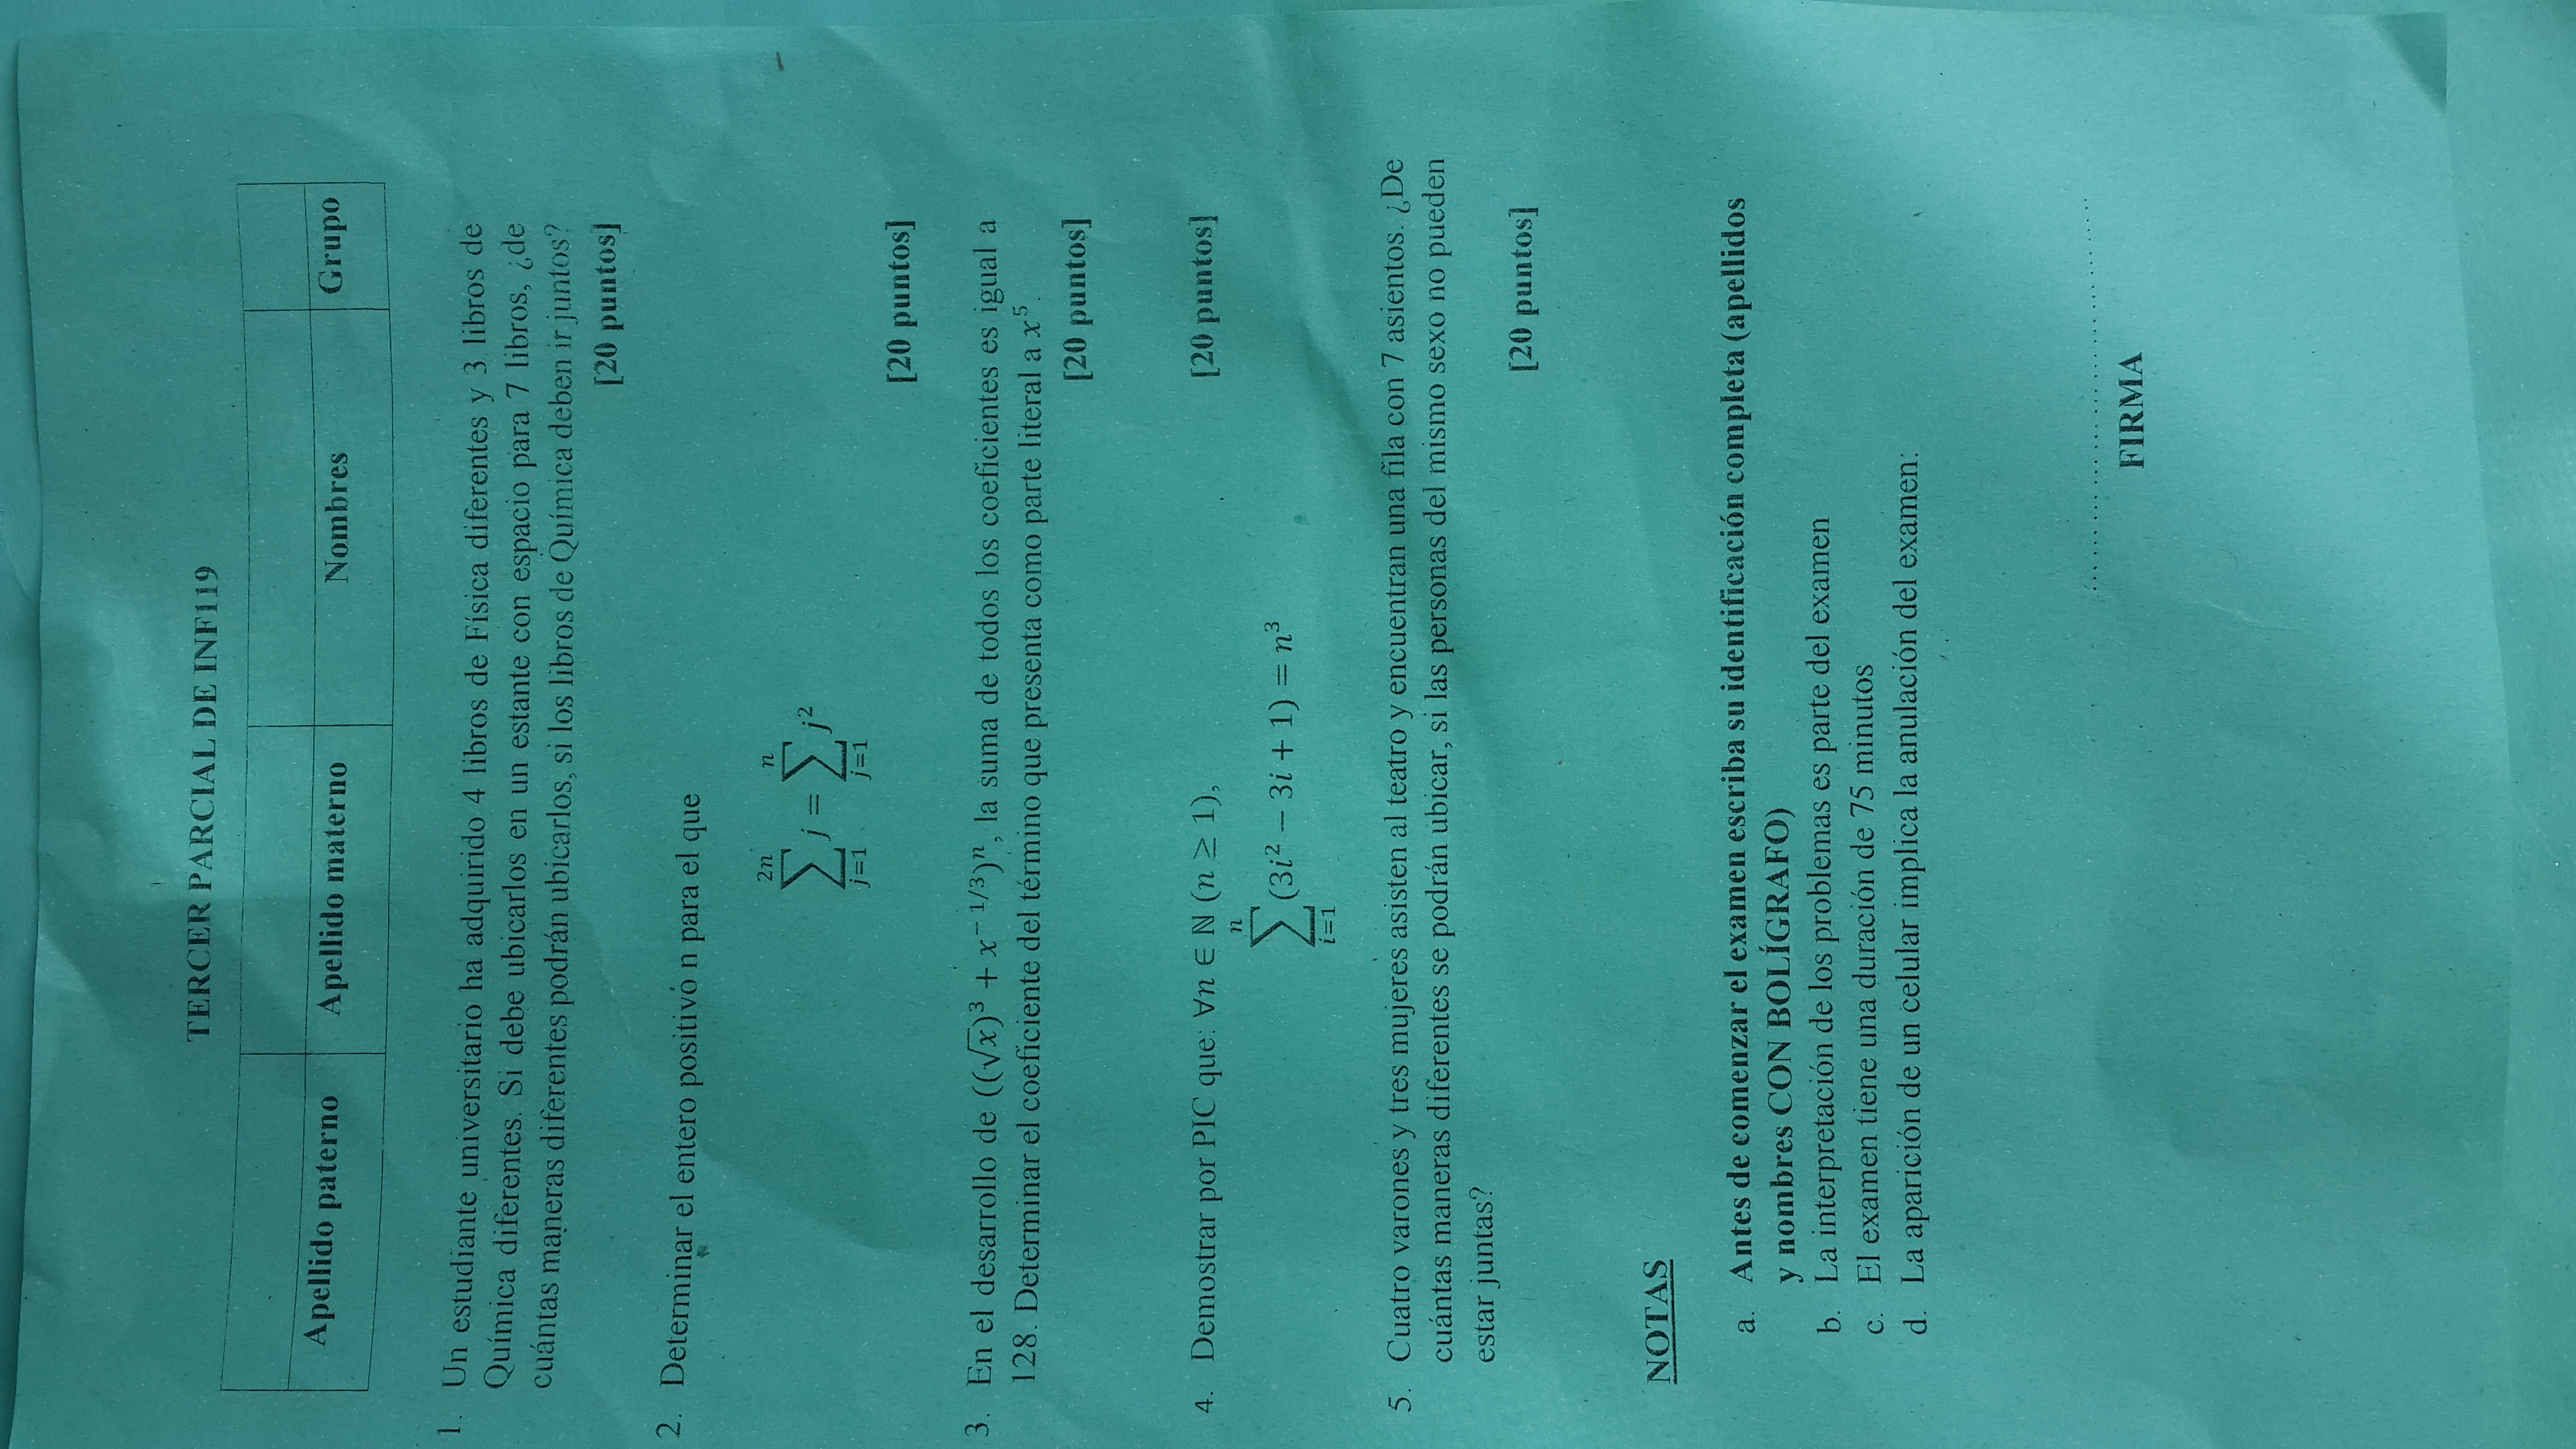 TERCER PARCIAL DE INF119
Apellido paterno Apellido materno Nombres Grupo
1. Un estudiante universitario ha adquirido 4 libros de Física diferentes y 3 libros de
Química diferentes. Si debe ubicarlos en un estante con espacio para 7 libros, ¿de
cuántas maneras diferentes podrán ubicarlos, si los libros de Química deben ir juntos?
[20 puntos]
2. Determinar el entero positivo n para el que
\sum_{j=1}^{2n} j = \sum_{j=1}^{n} j^2
[20 puntos]
3. En el desarrollo de ((√x)^3 + x^{-1/3})^n, la suma de todos los coeficientes es igual a
128. Determinar el coeficiente del término que presenta como parte literal a x^5.
[20 puntos]
4. Demostrar por PIC que: ∀n ∈ ℕ (n ≥ 1), [20 puntos]
\sum_{i=1}^{n} (3i^2 − 3i + 1) = n^3
5. Cuatro varones y tres mujeres asisten al teatro y encuentran una fila con 7 asientos. ¿De
cuántas maneras diferentes se podrán ubicar, si las personas del mismo sexo no pueden
estar juntas?
[20 puntos]
NOTAS
a. Antes de comenzar el examen escriba su identificación completa (apellidos
y nombres CON BOLÍGRAFO)
b. La interpretación de los problemas es parte del examen
c. El examen tiene una duración de 75 minutos
d. La aparición de un celular implica la anulación del examen:
FIRMA